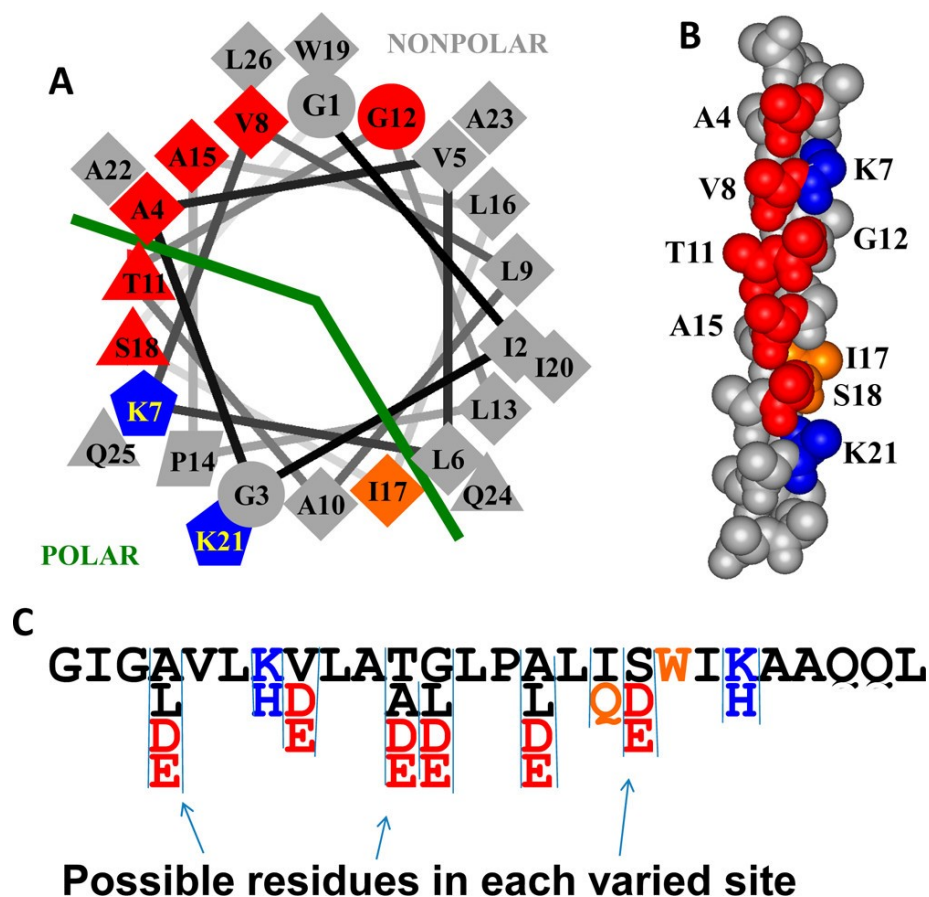 A
NONPOLAR
W19
L26
G1
V8
G12
A23
A15
V5
A22
L16
A4
L9
T11
I2
I20
S18
K7
L13
Q25
P14
L6
G3
A10
I17
Q24
POLAR
K21
B
A4
K7
V8
G12
T11
A15
I17
S18
K21
C
GIGAVLKVLATGLPALISWIKAAQQL
L H D A L L Q D H
D E D D D E
E E E E
Possible residues in each varied site